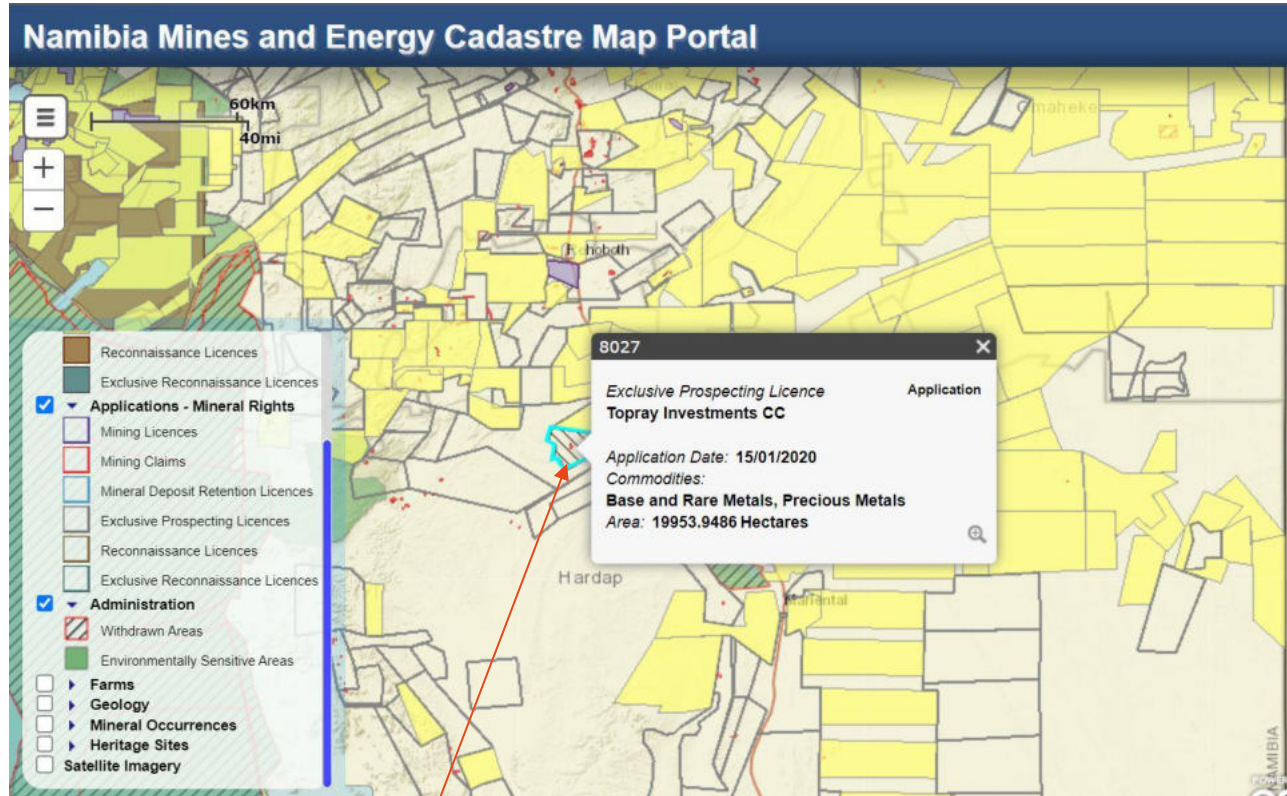 Namibia Mines and Energy Cadastre Map Portal
60km
40mi
+
−
Omaheke
8027
Exclusive Prospecting Licence Application
Topray Investments CC
Application Date: 15/01/2020
Commodities:
Base and Rare Metals, Precious Metals
Area: 19953.9486 Hectares
Reconnaissance Licences
Exclusive Reconnaissance Licences
Applications - Mineral Rights
Mining Licences
Mining Claims
Mineral Deposit Retention Licences
Exclusive Prospecting Licences
Reconnaissance Licences
Exclusive Reconnaissance Licences
Administration
Withdrawn Areas
Environmentally Sensitive Areas
Farms
Geology
Mineral Occurrences
Heritage Sites
Satellite Imagery
Hardap